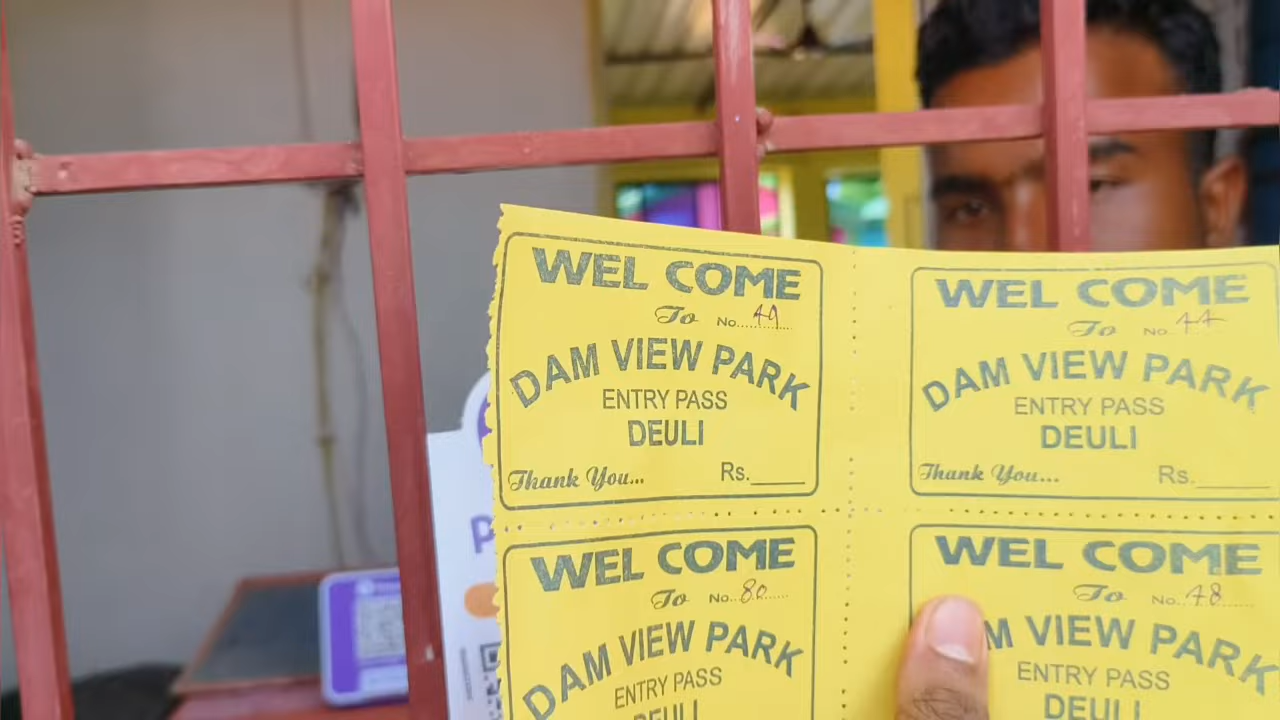 WEL COME
To No. 49
DAM VIEW PARK
ENTRY PASS
DEULI
Thank You... Rs.
WEL COME
To No. 44
DAM VIEW PARK
ENTRY PASS
DEULI
Thank You... Rs.
WEL COME
To No. 80
DAM VIEW PARK
ENTRY PASS
DEULI
WEL COME
To No. 48
VIEW PARK
ENTRY PASS
DEULI